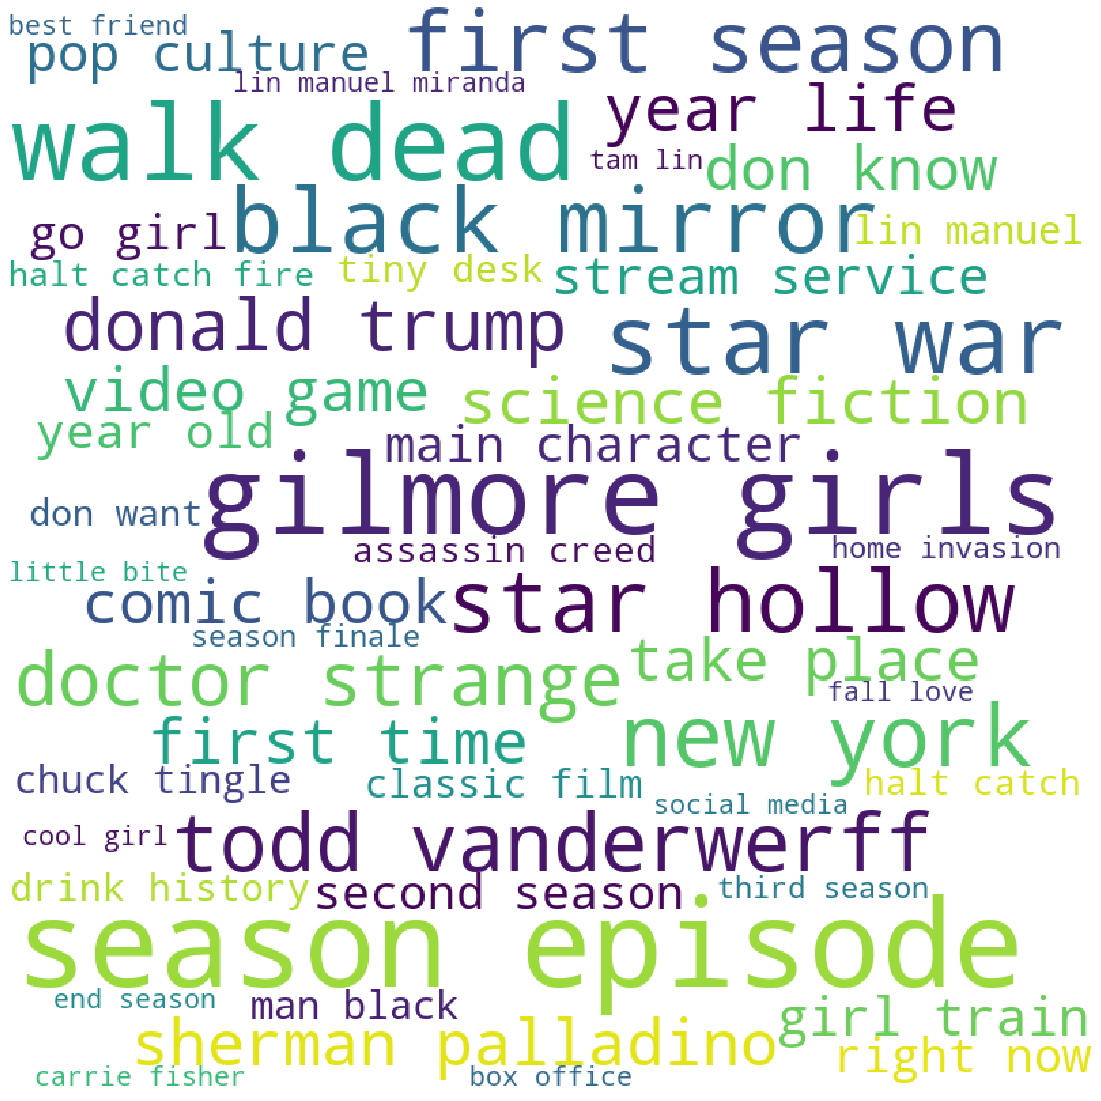 best friend
pop culture
first season
lin manuel miranda
walk dead
year life
tam lin
don know
go girl
black mirror
lin manuel
halt catch fire
tiny desk
stream service
donald trump
star war
video game
science fiction
year old
main character
gilmore girls
don want
assassin creed
home invasion
little bite
comic book
star hollow
season finale
doctor strange
take place
fall love
first time
new york
chuck tingle
classic film
halt catch
social media
cool girl
todd vanderwerff
drink history
second season
third season
season episode
end season
man black
girl train
sherman palladino
right now
carrie fisher
box office